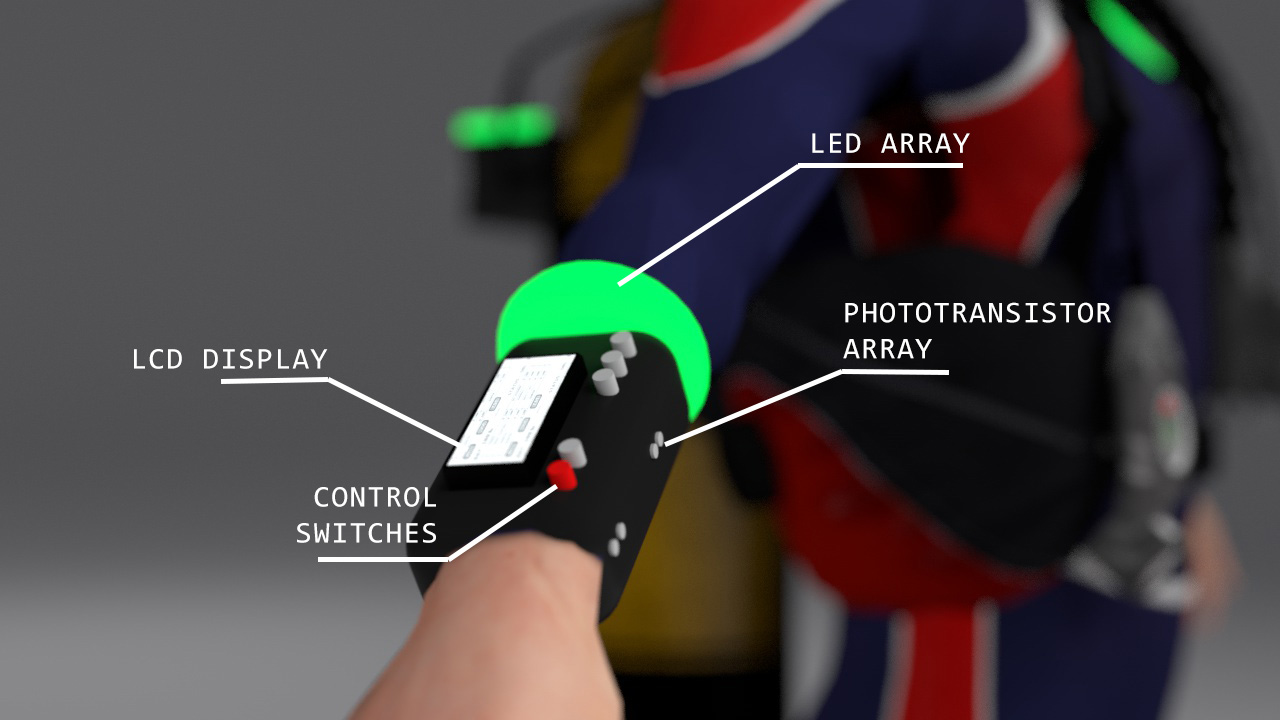 LED ARRAY
PHOTOTRANSISTOR
ARRAY
LCD DISPLAY
CONTROL
SWITCHES